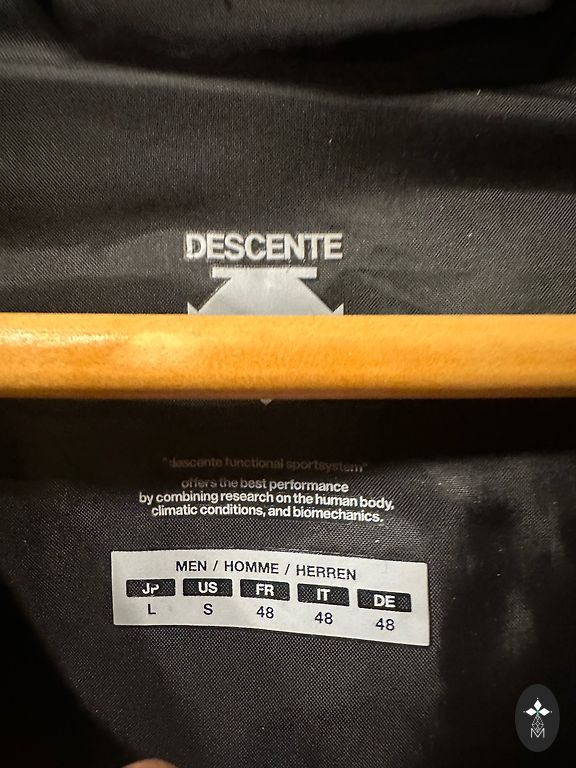 DESCENTE
"descente functional sportsystem"
offers the best performance
by combining research on the human body,
climatic conditions, and biomechanics.
MEN / HOMME / HERREN
JP US FR IT DE
L S 48 48 48
M